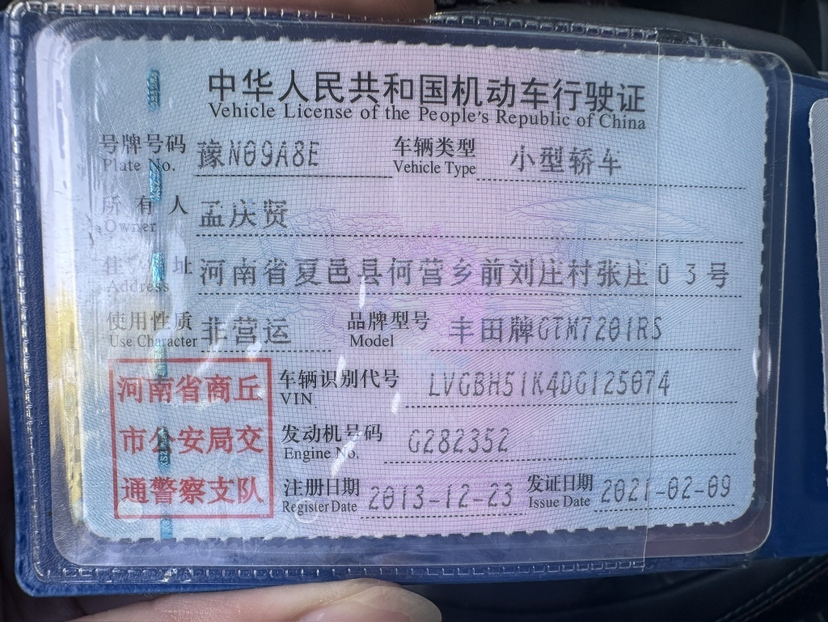 中华人民共和国机动车行驶证
Vehicle License of the People's Republic of China
号牌号码 豫N09A8E 车辆类型 小型轿车
Plate No. Vehicle Type
所有人 孟庆贤
Owner
住址 河南省夏邑县何营乡前刘庄村张庄03号
Address
使用性质 非营运 品牌型号 丰田牌GTM7201RS
Use Character Model
河南省商丘 车辆识别代号 LVGBH51K4DG125074
VIN
市公安局交 发动机号码 G282352
Engine No.
通警察支队 注册日期 2013-12-23 发证日期 2021-02-09
Register Date Issue Date